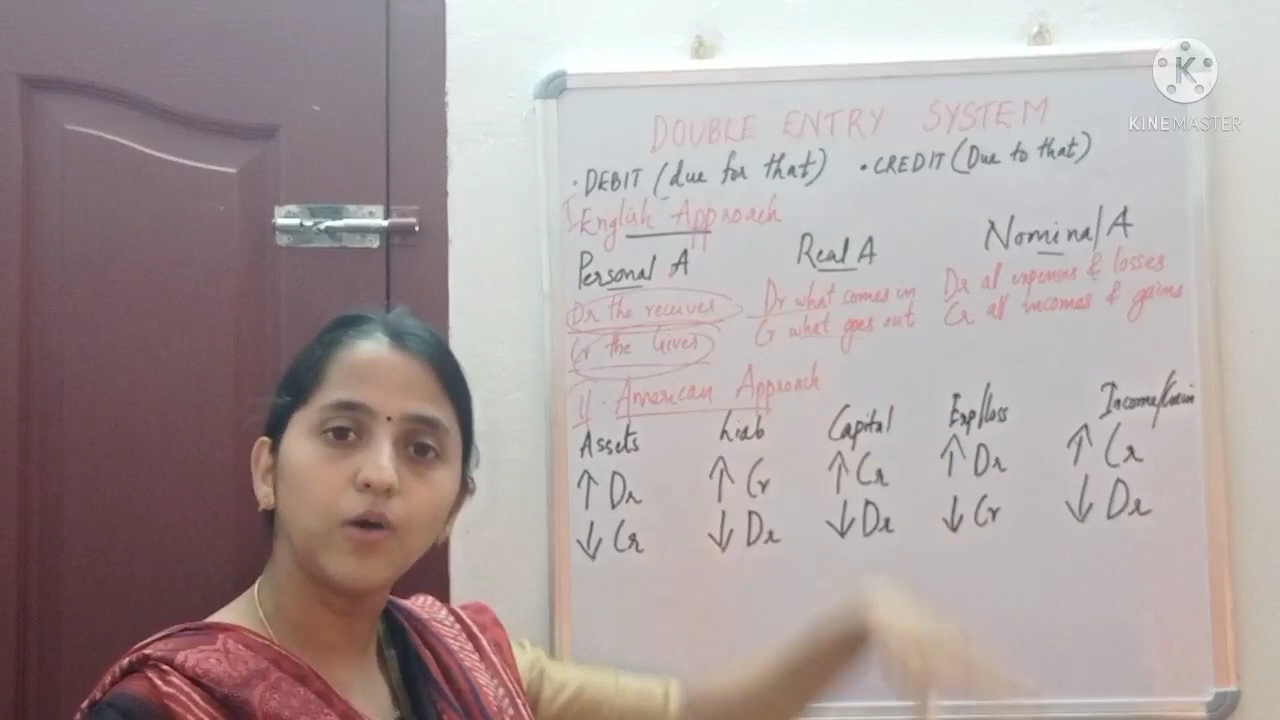 DOUBLE ENTRY SYSTEM
• DEBIT (due for that) • CREDIT (Due to that)
I English Approach
Personal A Real A Nominal A
Dr the receiver Dr what comes in Dr al expenses & losses
Cr the Giver Cr what goes out Cr all incomes & gains
II. American Approach
Assets Liab Capital Exp/loss Income/Gain
↑ Dr ↑ Cr ↑ Cr ↑ Dr ↑ Cr
↓ Cr ↓ Dr ↓ Dr ↓ Cr ↓ Dr
K
KINEMASTER